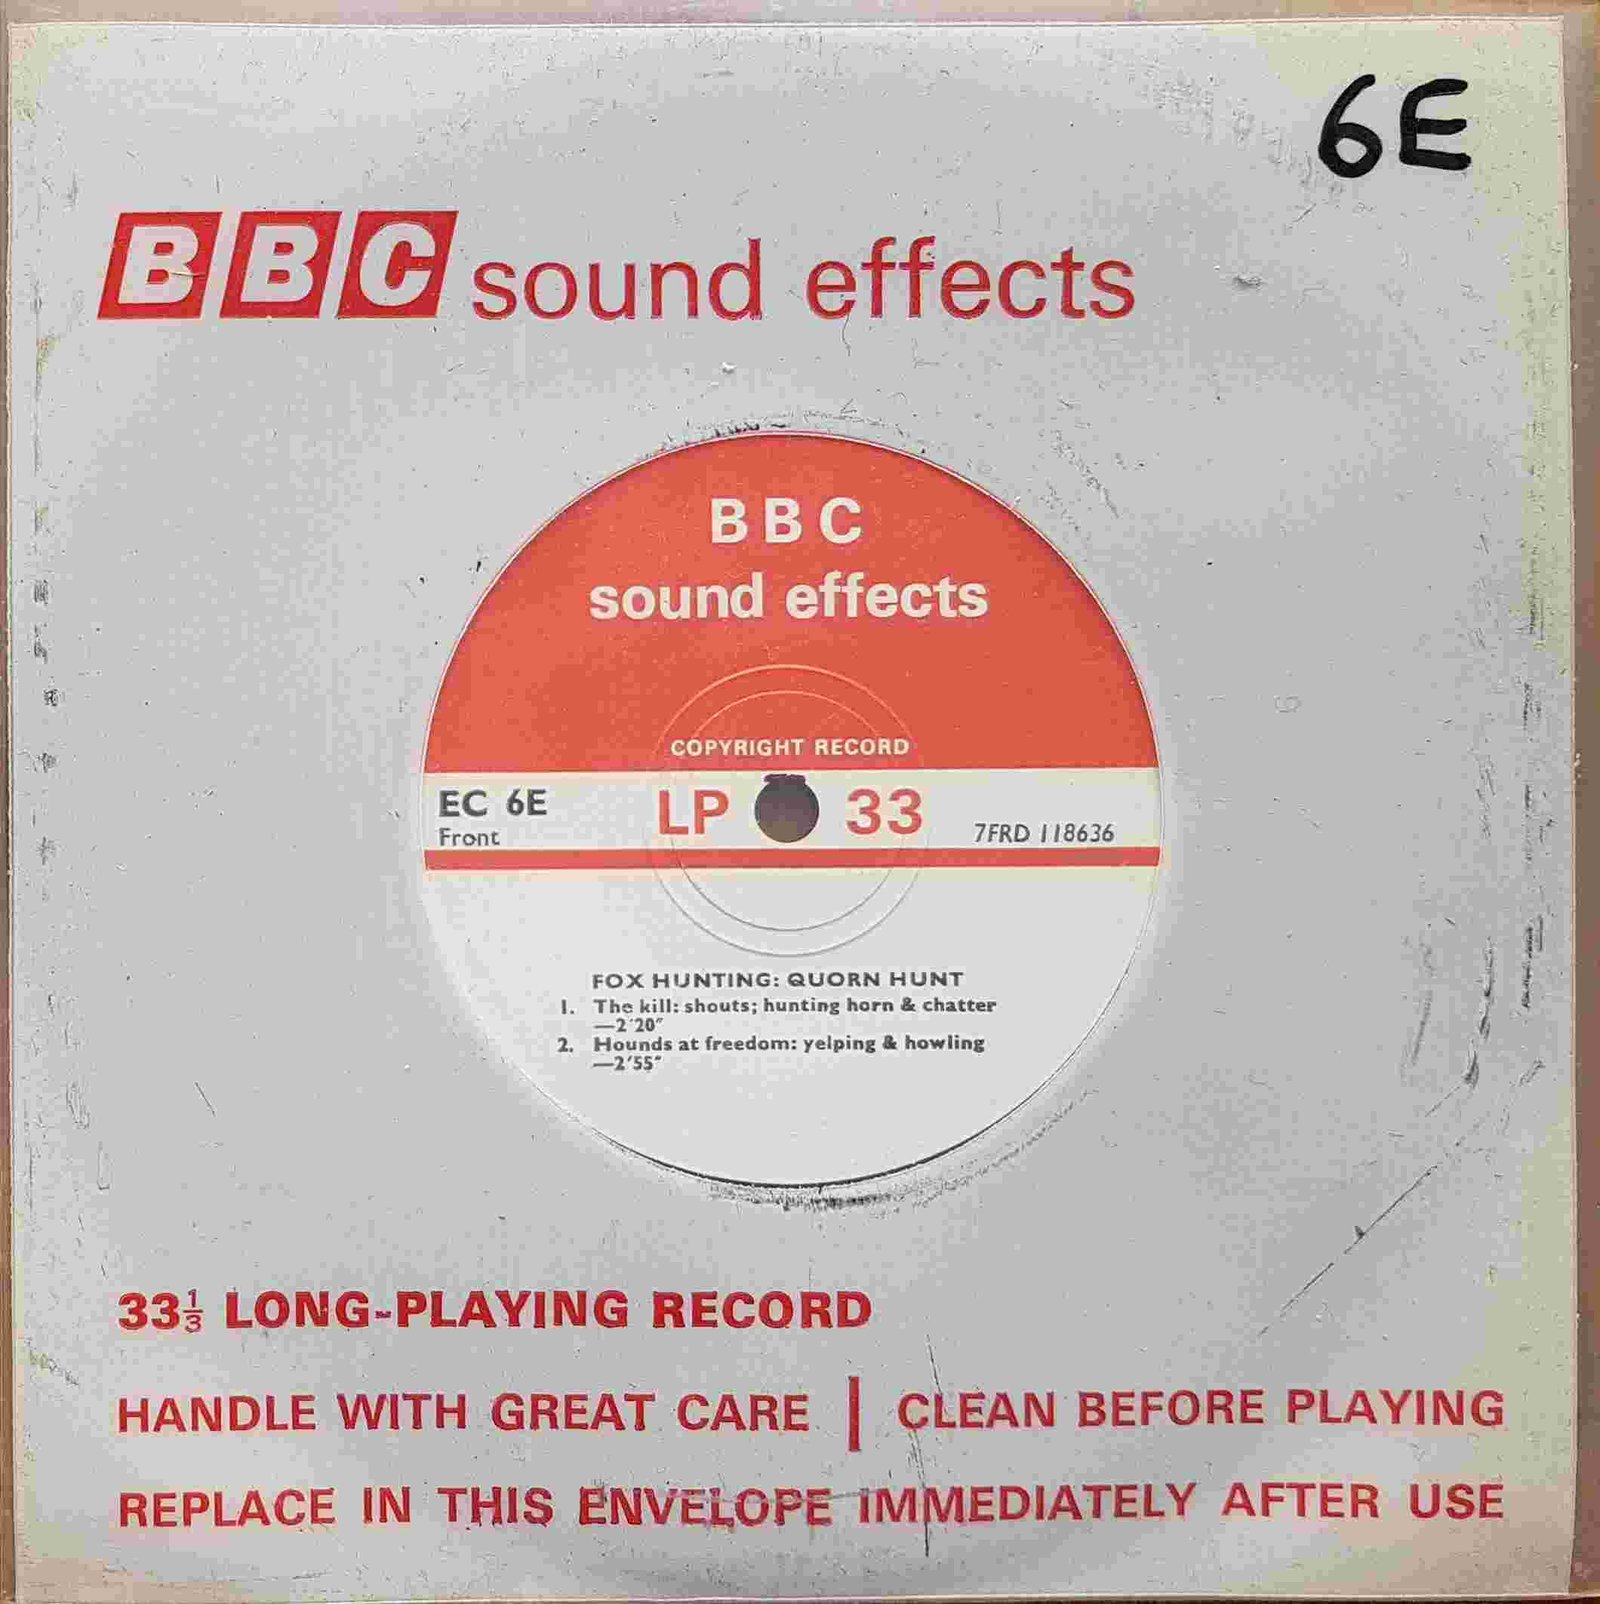 6E
BBC sound effects
BBC
sound effects
COPYRIGHT RECORD
EC 6E
Front
LP 33
7FRD 118636
FOX HUNTING: QUORN HUNT
1. The kill: shouts; hunting horn & chatter
—2'20"
2. Hounds at freedom: yelping & howling
—2'55"
33⅓ LONG-PLAYING RECORD
HANDLE WITH GREAT CARE | CLEAN BEFORE PLAYING
REPLACE IN THIS ENVELOPE IMMEDIATELY AFTER USE